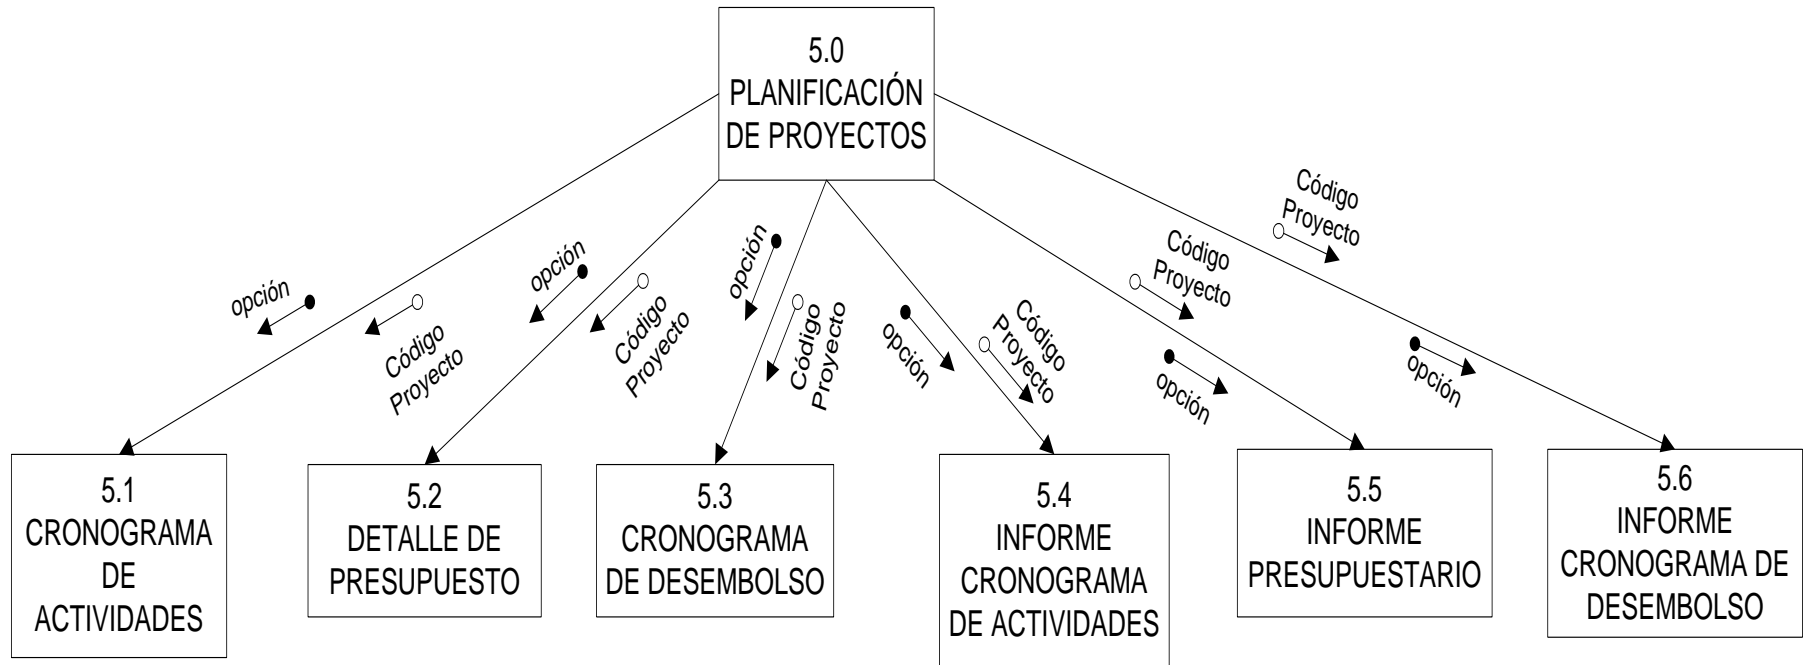 5.0
PLANIFICACIÓN
DE PROYECTOS
opción
Código
Proyecto
opción
Código
Proyecto
opción
Código
Proyecto
opción
Código
Proyecto
Código
Proyecto
opción
Código
Proyecto
opción
5.1
CRONOGRAMA
DE
ACTIVIDADES
5.2
DETALLE DE
PRESUPUESTO
5.3
CRONOGRAMA
DE DESEMBOLSO
5.4
INFORME
CRONOGRAMA
DE ACTIVIDADES
5.5
INFORME
PRESUPUESTARIO
5.6
INFORME
CRONOGRAMA DE
DESEMBOLSO